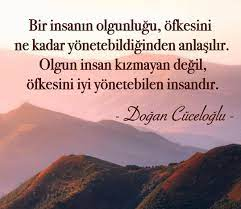 Bir insanın olgunluğu, öfkesini
ne kadar yönetebildiğinden anlaşılır.
Olgun insan kızmayan değil,
öfkesini iyi yönetebilen insandır.
- Doğan Cüceloğlu -